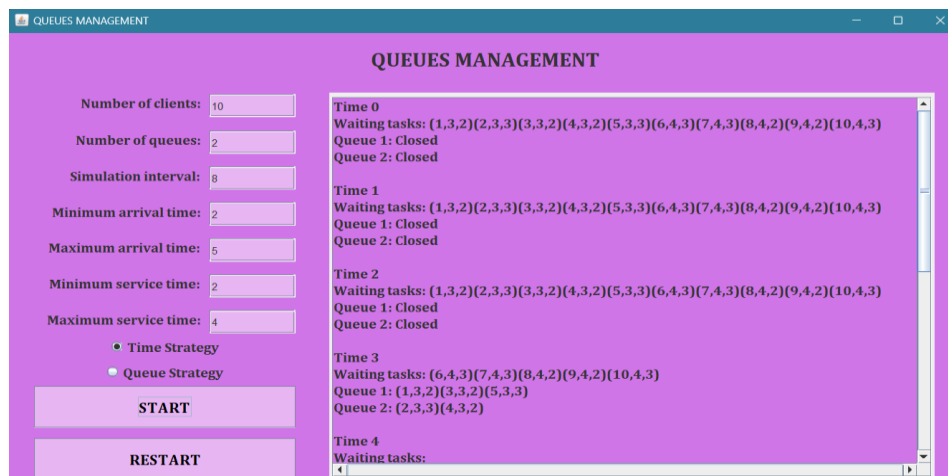 QUEUES MANAGEMENT
QUEUES MANAGEMENT
Number of clients: 10
Number of queues: 2
Simulation interval: 8
Minimum arrival time: 2
Maximum arrival time: 5
Minimum service time: 2
Maximum service time: 4
Time Strategy
Queue Strategy
START
RESTART
Time 0
Waiting tasks: (1,3,2)(2,3,3)(3,3,2)(4,3,2)(5,3,3)(6,4,3)(7,4,3)(8,4,2)(9,4,2)(10,4,3)
Queue 1: Closed
Queue 2: Closed
Time 1
Waiting tasks: (1,3,2)(2,3,3)(3,3,2)(4,3,2)(5,3,3)(6,4,3)(7,4,3)(8,4,2)(9,4,2)(10,4,3)
Queue 1: Closed
Queue 2: Closed
Time 2
Waiting tasks: (1,3,2)(2,3,3)(3,3,2)(4,3,2)(5,3,3)(6,4,3)(7,4,3)(8,4,2)(9,4,2)(10,4,3)
Queue 1: Closed
Queue 2: Closed
Time 3
Waiting tasks: (6,4,3)(7,4,3)(8,4,2)(9,4,2)(10,4,3)
Queue 1: (1,3,2)(3,3,2)(5,3,3)
Queue 2: (2,3,3)(4,3,2)
Time 4
Waiting tasks: